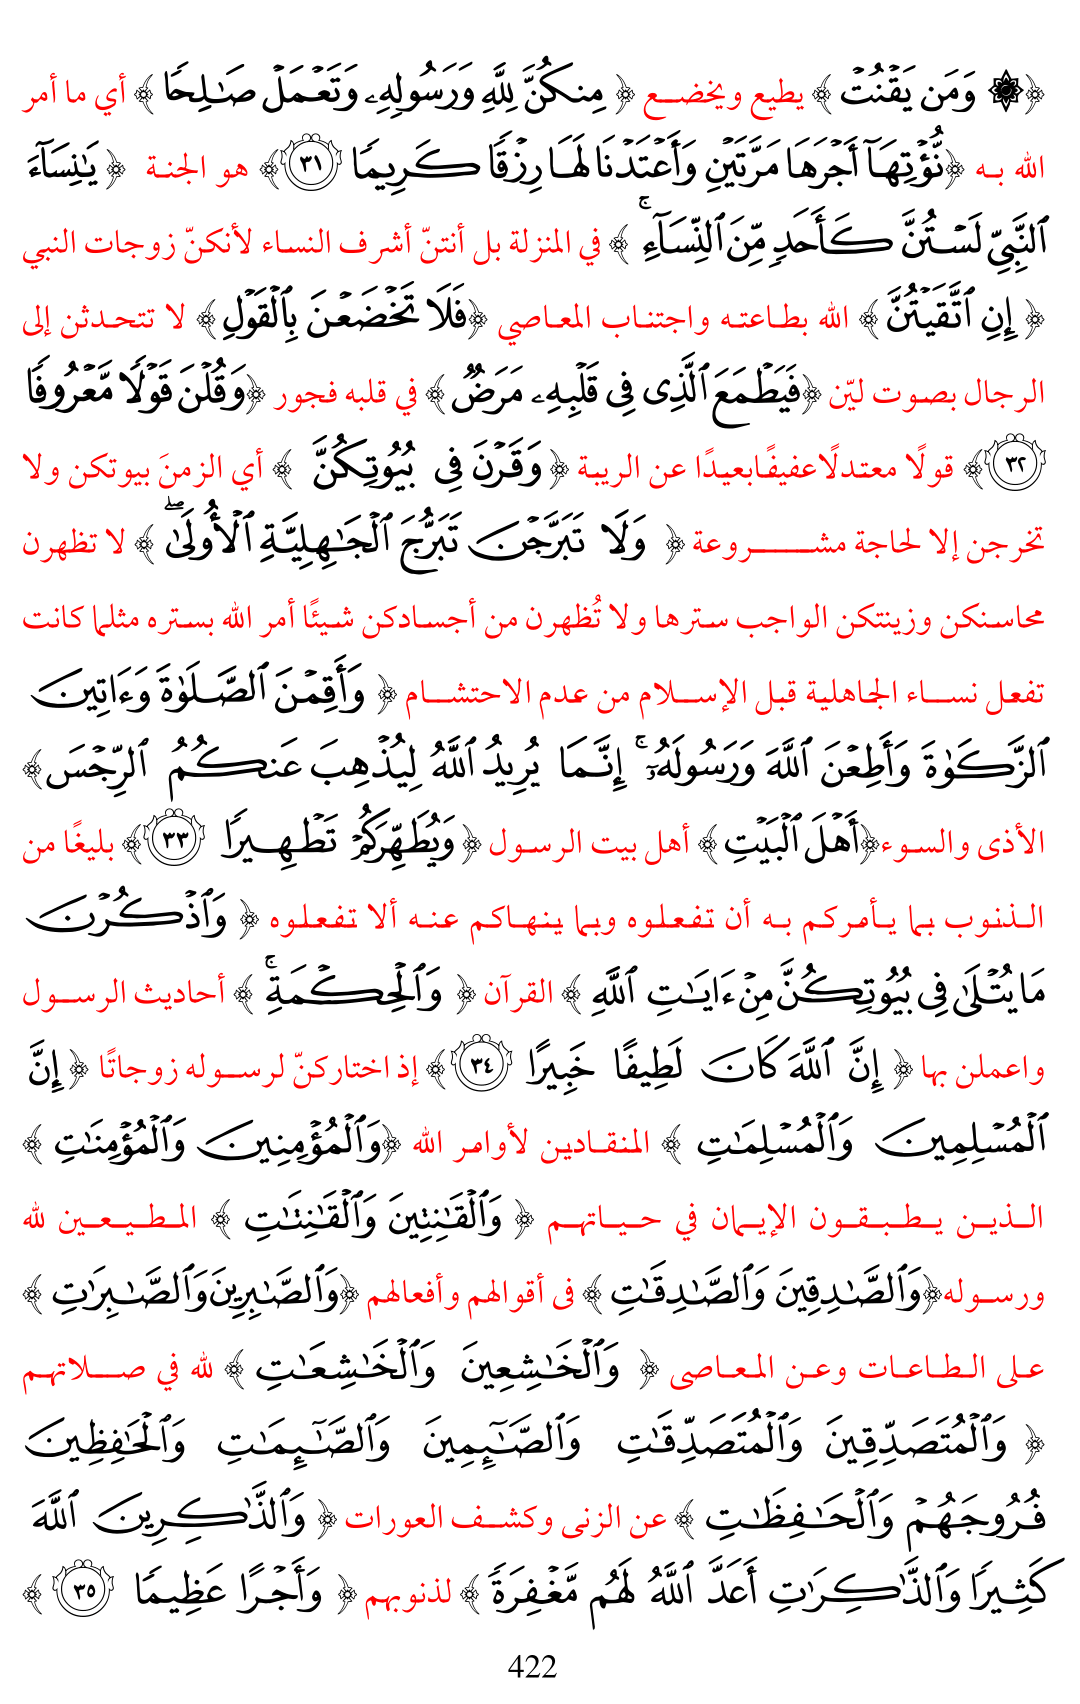 ﴿ ۞ وَمَن يَقْنُتْ ﴾ يطيع ويخضع ﴿ مِنكُنَّ لِلَّهِ وَرَسُولِهِۦ وَتَعْمَلْ صَـٰلِحًا ﴾ أي ما أمر
الله به ﴿ نُّؤْتِهَآ أَجْرَهَا مَرَّتَيْنِ وَأَعْتَدْنَا لَهَا رِزْقًا كَرِيمًا ٣١ ﴾ هو الجنة ﴿ يَـٰنِسَآءَ
ٱلنَّبِىِّ لَسْتُنَّ كَأَحَدٍ مِّنَ ٱلنِّسَآءِ ۚ ﴾ في المنزلة بل أنتنّ أشرف النساء لأنكنّ زوجات النبي
﴿ إِنِ ٱتَّقَيْتُنَّ ﴾ الله بطاعته واجتناب المعاصي ﴿ فَلَا تَخْضَعْنَ بِٱلْقَوْلِ ﴾ لا تتحدثن إلى
الرجال بصوت ليّن ﴿ فَيَطْمَعَ ٱلَّذِى فِى قَلْبِهِۦ مَرَضٌ ﴾ في قلبه فجور ﴿ وَقُلْنَ قَوْلًا مَّعْرُوفًا
٣٢ ﴾ قولًا معتدلًا عفيفًا بعيدًا عن الريبة ﴿ وَقَرْنَ فِى بُيُوتِكُنَّ ﴾ أي الزمنَ بيوتكن ولا
تخرجن إلا لحاجة مشروعة ﴿ وَلَا تَبَرَّجْنَ تَبَرُّجَ ٱلْجَـٰهِلِيَّةِ ٱلْأُولَىٰ ۖ ﴾ لا تظهرن
محاسنكن وزينتكن الواجب سترها ولا تُظهرن من أجسادكن شيئًا أمر الله بستره مثلما كانت
تفعل نساء الجاهلية قبل الإسلام من عدم الاحتشام ﴿ وَأَقِمْنَ ٱلصَّلَوٰةَ وَءَاتِينَ
ٱلزَّكَوٰةَ وَأَطِعْنَ ٱللَّهَ وَرَسُولَهُۥٓ ۚ إِنَّمَا يُرِيدُ ٱللَّهُ لِيُذْهِبَ عَنكُمُ ٱلرِّجْسَ ﴾
الأذى والسوء ﴿ أَهْلَ ٱلْبَيْتِ ﴾ أهل بيت الرسول ﴿ وَيُطَهِّرَكُمْ تَطْهِيرًا ٣٣ ﴾ بليغًا من
الذنوب بما يأمركم به أن تفعلوه وبما ينهاكم عنه ألا تفعلوه ﴿ وَٱذْكُرْنَ
مَا يُتْلَىٰ فِى بُيُوتِكُنَّ مِنْ ءَايَـٰتِ ٱللَّهِ ﴾ القرآن ﴿ وَٱلْحِكْمَةِ ۚ ﴾ أحاديث الرسول
واعملن بها ﴿ إِنَّ ٱللَّهَ كَانَ لَطِيفًا خَبِيرًا ٣٤ ﴾ إذ اختاركنّ لرسوله زوجاتًا ﴿ إِنَّ
ٱلْمُسْلِمِينَ وَٱلْمُسْلِمَـٰتِ ﴾ المنقادين لأوامر الله ﴿ وَٱلْمُؤْمِنِينَ وَٱلْمُؤْمِنَـٰتِ ﴾
الذين يطبقون الإيمان في حياتهم ﴿ وَٱلْقَـٰنِتِينَ وَٱلْقَـٰنِتَـٰتِ ﴾ المطيعين لله
ورسوله ﴿ وَٱلصَّـٰدِقِينَ وَٱلصَّـٰدِقَـٰتِ ﴾ فى أقوالهم وأفعالهم ﴿ وَٱلصَّـٰبِرِينَ وَٱلصَّـٰبِرَٰتِ ﴾
على الطاعات وعن المعاصى ﴿ وَٱلْخَـٰشِعِينَ وَٱلْخَـٰشِعَـٰتِ ﴾ لله في صلاتهم
﴿ وَٱلْمُتَصَدِّقِينَ وَٱلْمُتَصَدِّقَـٰتِ وَٱلصَّـٰٓئِمِينَ وَٱلصَّـٰٓئِمَـٰتِ وَٱلْحَـٰفِظِينَ
فُرُوجَهُمْ وَٱلْحَـٰفِظَـٰتِ ﴾ عن الزنى وكشف العورات ﴿ وَٱلذَّٰكِرِينَ ٱللَّهَ
كَثِيرًا وَٱلذَّٰكِرَٰتِ أَعَدَّ ٱللَّهُ لَهُم مَّغْفِرَةً ﴾ لذنوبهم ﴿ وَأَجْرًا عَظِيمًا ٣٥ ﴾
422